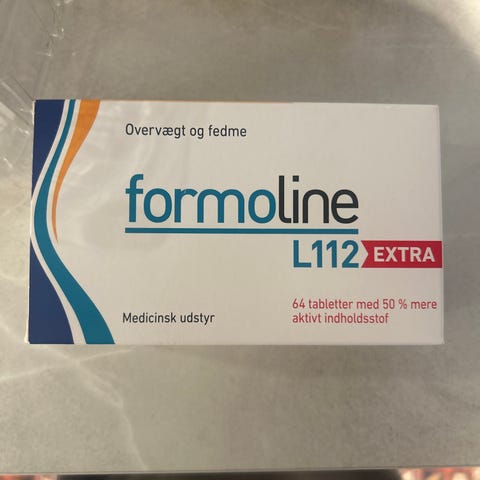 Overvægt og fedme
formoline
L112 EXTRA
64 tabletter med 50 % mere
aktivt indholdsstof
Medicinsk udstyr